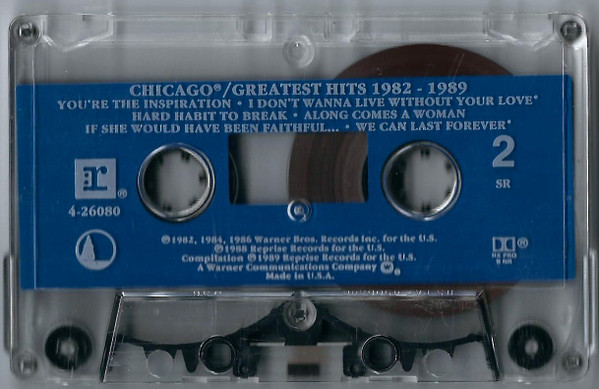 CHICAGO®/GREATEST HITS 1982 - 1989
YOU'RE THE INSPIRATION • I DON'T WANNA LIVE WITHOUT YOUR LOVE*
HARD HABIT TO BREAK • ALONG COMES A WOMAN
IF SHE WOULD HAVE BEEN FAITHFUL... • WE CAN LAST FOREVER*
2
SR
r®
4-26080
℗1982, 1984, 1986 Warner Bros. Records Inc. for the U.S.
*℗1988 Reprise Records for the U.S.
Compilation ℗1989 Reprise Records for the U.S.
A Warner Communications Company W®
Made in U.S.A.
®
HX PRO
B NR